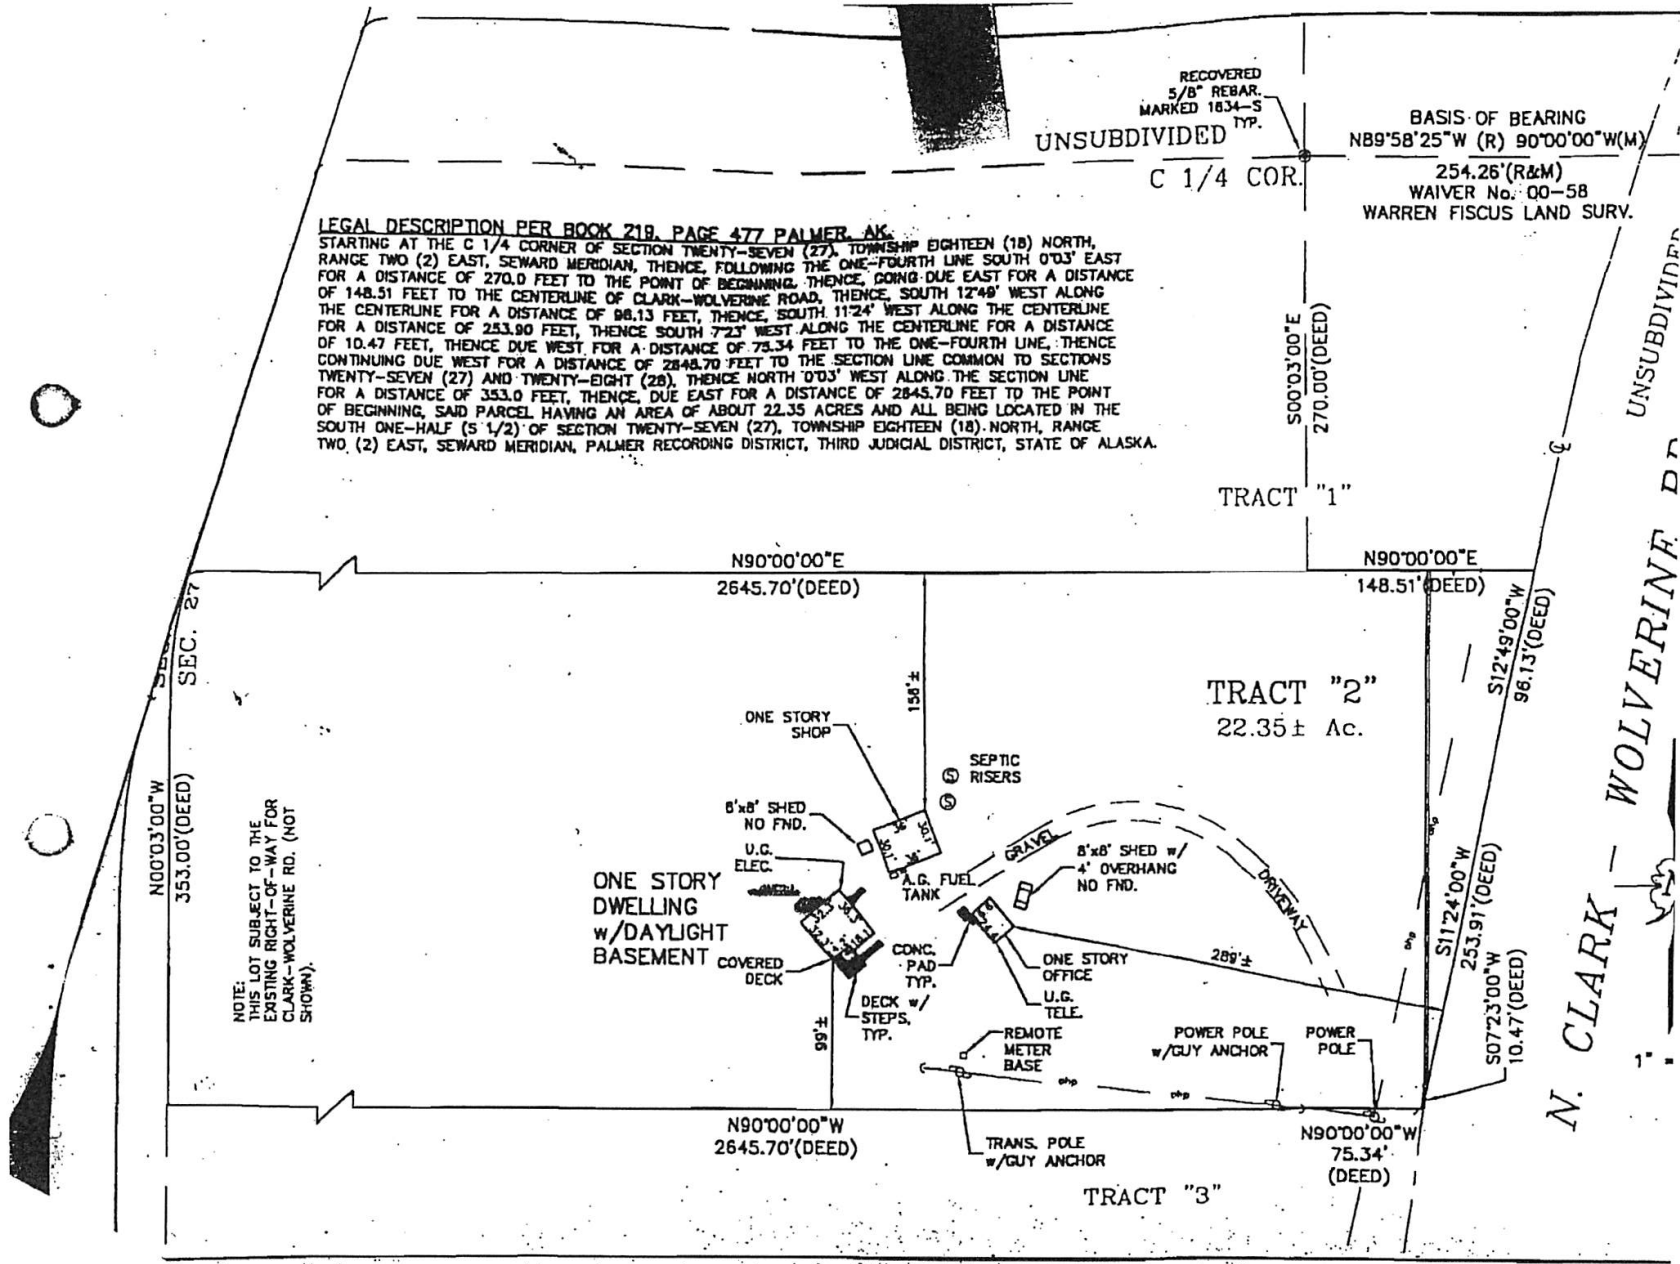 RECOVERED
5/8" REBAR.
MARKED 1834-S
TYP.
UNSUBDIVIDED
C 1/4 COR.
BASIS OF BEARING
N89°58'25"W (R) 90°00'00"W(M)
254.26'(R&M)
WAIVER No. 00-58
WARREN FISCUS LAND SURV.
LEGAL DESCRIPTION PER BOOK 219, PAGE 477 PALMER, AK.
STARTING AT THE C 1/4 CORNER OF SECTION TWENTY-SEVEN (27), TOWNSHIP EIGHTEEN (18) NORTH,
RANGE TWO (2) EAST, SEWARD MERIDIAN, THENCE, FOLLOWING THE ONE-FOURTH LINE SOUTH 0°03' EAST
FOR A DISTANCE OF 270.0 FEET TO THE POINT OF BEGINNING. THENCE, GOING DUE EAST FOR A DISTANCE
OF 148.51 FEET TO THE CENTERLINE OF CLARK-WOLVERINE ROAD, THENCE, SOUTH 12°49' WEST ALONG
THE CENTERLINE FOR A DISTANCE OF 96.13 FEET, THENCE, SOUTH 11°24' WEST ALONG THE CENTERLINE
FOR A DISTANCE OF 253.90 FEET, THENCE SOUTH 7°23' WEST ALONG THE CENTERLINE FOR A DISTANCE
OF 10.47 FEET, THENCE DUE WEST FOR A DISTANCE OF 75.34 FEET TO THE ONE-FOURTH LINE, THENCE
CONTINUING DUE WEST FOR A DISTANCE OF 2645.70 FEET TO THE SECTION LINE COMMON TO SECTIONS
TWENTY-SEVEN (27) AND TWENTY-EIGHT (28), THENCE NORTH 0°03' WEST ALONG THE SECTION LINE
FOR A DISTANCE OF 353.0 FEET, THENCE, DUE EAST FOR A DISTANCE OF 2645.70 FEET TO THE POINT
OF BEGINNING, SAID PARCEL HAVING AN AREA OF ABOUT 22.35 ACRES AND ALL BEING LOCATED IN THE
SOUTH ONE-HALF (S 1/2) OF SECTION TWENTY-SEVEN (27), TOWNSHIP EIGHTEEN (18) NORTH, RANGE
TWO (2) EAST, SEWARD MERIDIAN, PALMER RECORDING DISTRICT, THIRD JUDICIAL DISTRICT, STATE OF ALASKA.
S00°03'00"E
270.00'(DEED)
UNSUBDIVIDED
TRACT "1"
N90°00'00"E
2645.70'(DEED)
N90°00'00"E
148.51'(DEED)
SEC. 27
S12°49'00"W
96.13'(DEED)
N. CLARK - WOLVERINE RD
158'±
TRACT "2"
22.35± Ac.
ONE STORY
SHOP
SEPTIC
RISERS
S
S
N00°03'00"W
353.00'(DEED)
8'x8' SHED
NO FND.
36'
30.1'
30.1'
36'
U.G.
ELEC.
A.G. FUEL
TANK
GRAVEL
DRIVEWAY
8'x8' SHED w/
4' OVERHANG
NO FND.
ohp
ONE STORY
DWELLING
w/DAYLIGHT
BASEMENT
COVERED
DECK
CONC.
PAD
TYP.
24.4'
ONE STORY
OFFICE
289'±
ohp
S11°24'00"W
253.91'(DEED)
NOTE:
THIS LOT SUBJECT TO THE
EXISTING RIGHT-OF-WAY FOR
CLARK-WOLVERINE RD. (NOT
SHOWN).
DECK w/
STEPS,
TYP.
U.G.
TELE.
99'±
REMOTE
METER
BASE
POWER POLE
w/GUY ANCHOR
POWER
POLE
S07°23'00"W
10.47'(DEED)
1" =
ohp
ohp
N90°00'00"W
2645.70'(DEED)
TRANS. POLE
w/GUY ANCHOR
N90°00'00"W
75.34'
(DEED)
TRACT "3"